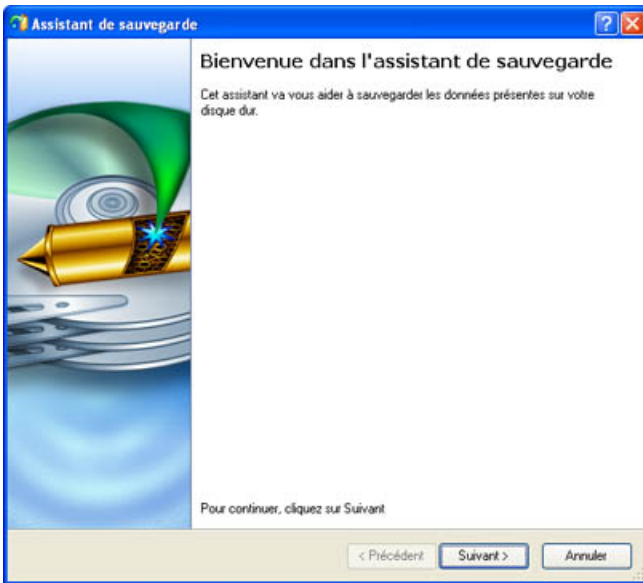 Assistant de sauvegarde
Bienvenue dans l'assistant de sauvegarde
Cet assistant va vous aider à sauvegarder les données présentes sur votre
disque dur.
Pour continuer, cliquez sur Suivant
< Précédent Suivant > Annuler